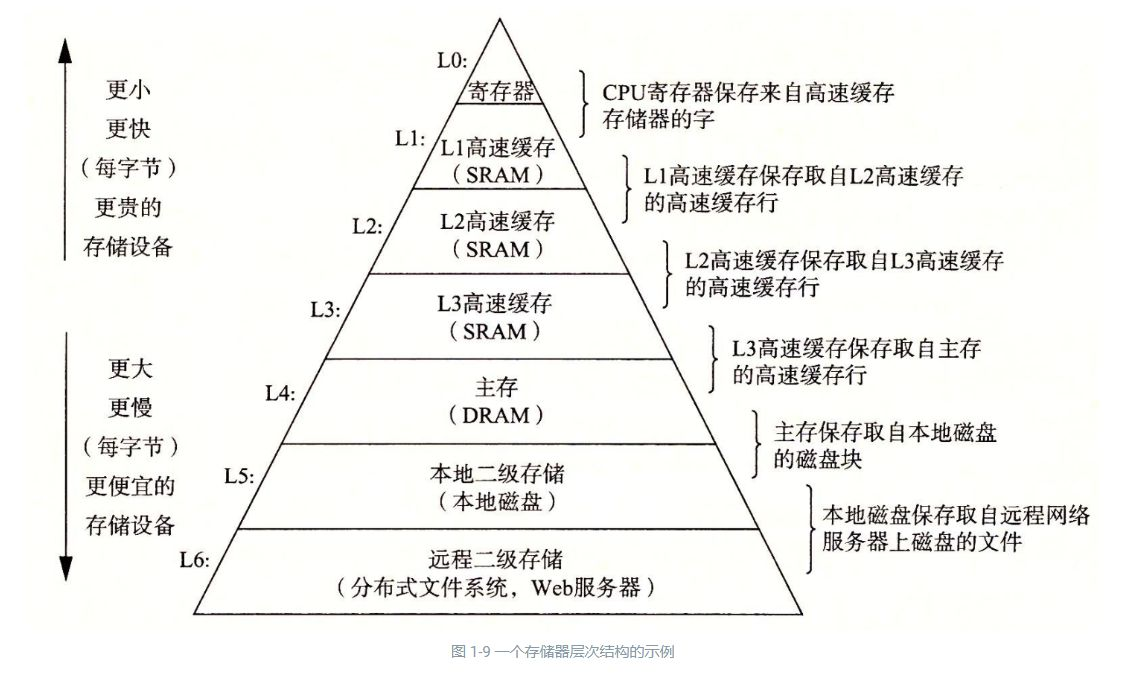 更小
更快
（每字节）
更贵的
存储设备
更大
更慢
（每字节）
更便宜的
存储设备
L0:
寄存器
L1:
L1高速缓存
（SRAM）
L2:
L2高速缓存
（SRAM）
L3:
L3高速缓存
（SRAM）
L4:
主存
（DRAM）
L5:
本地二级存储
（本地磁盘）
L6:
远程二级存储
（分布式文件系统，Web服务器）
CPU寄存器保存来自高速缓存
存储器的字
L1高速缓存保存取自L2高速缓存
的高速缓存行
L2高速缓存保存取自L3高速缓存
的高速缓存行
L3高速缓存保存取自主存
的高速缓存行
主存保存取自本地磁盘
的磁盘块
本地磁盘保存取自远程网络
服务器上磁盘的文件
图 1-9 一个存储器层次结构的示例